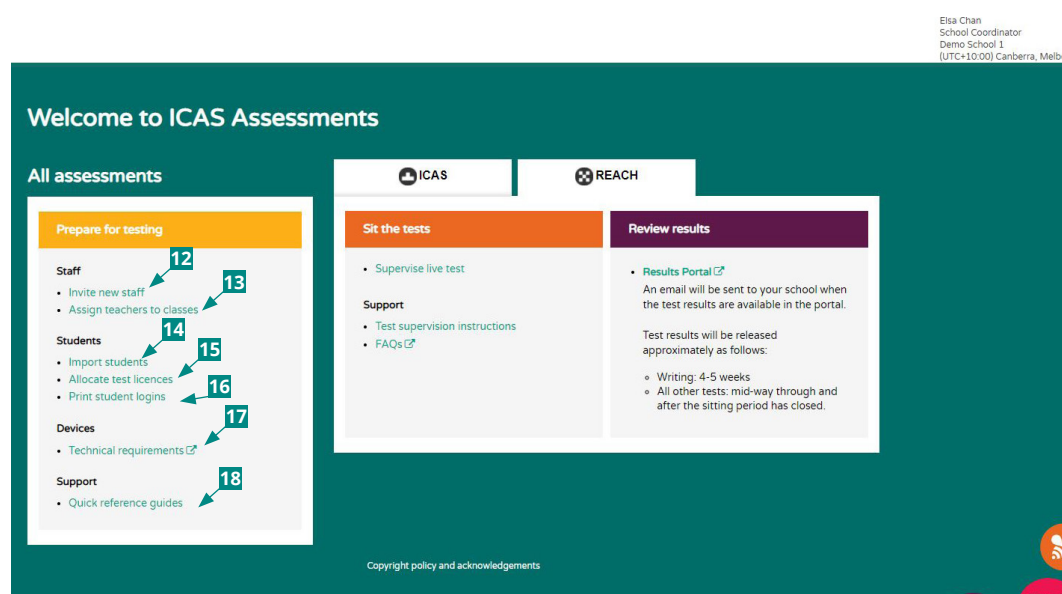 Elsa Chan
School Coordinator
Demo School 1
(UTC+10:00) Canberra, Melb
Welcome to ICAS Assessments
All assessments
ICAS
REACH
Prepare for testing
Staff
12
• Invite new staff
13
• Assign teachers to classes
Students
14
• Import students
15
• Allocate test licences
16
• Print student logins
Devices
17
• Technical requirements
Support
18
• Quick reference guides
Sit the tests
• Supervise live test
Support
• Test supervision instructions
• FAQs
Review results
• Results Portal
An email will be sent to your school when
the test results are available in the portal.
Test results will be released
approximately as follows:
◦ Writing: 4-5 weeks
◦ All other tests: mid-way through and
after the sitting period has closed.
Copyright policy and acknowledgements